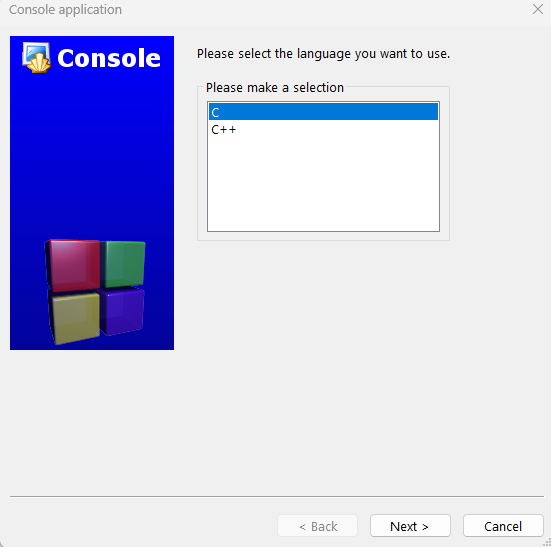 Console application
Console
Please select the language you want to use.
Please make a selection
C
C++
< Back
Next >
Cancel